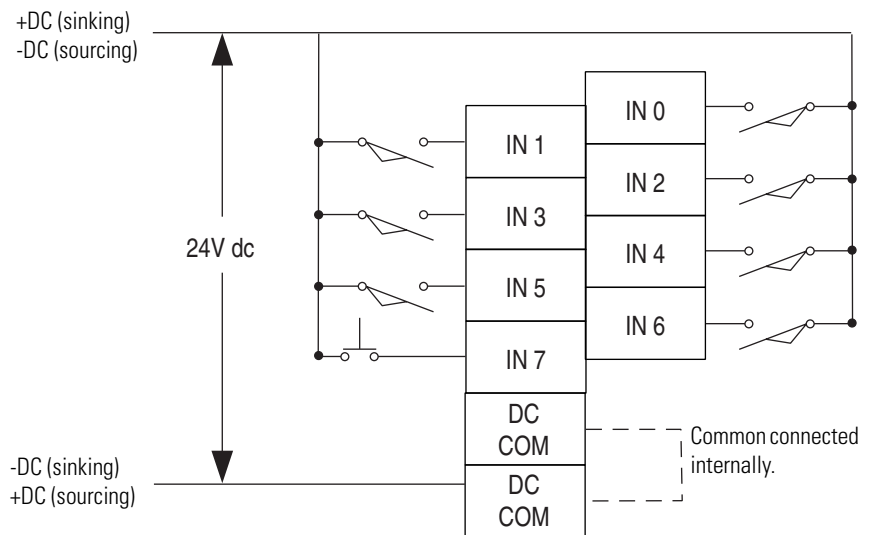 +DC (sinking)
-DC (sourcing)
24V dc
IN 0
IN 1
IN 2
IN 3
IN 4
IN 5
IN 6
IN 7
DC
COM
DC
COM
Common connected
internally.
-DC (sinking)
+DC (sourcing)